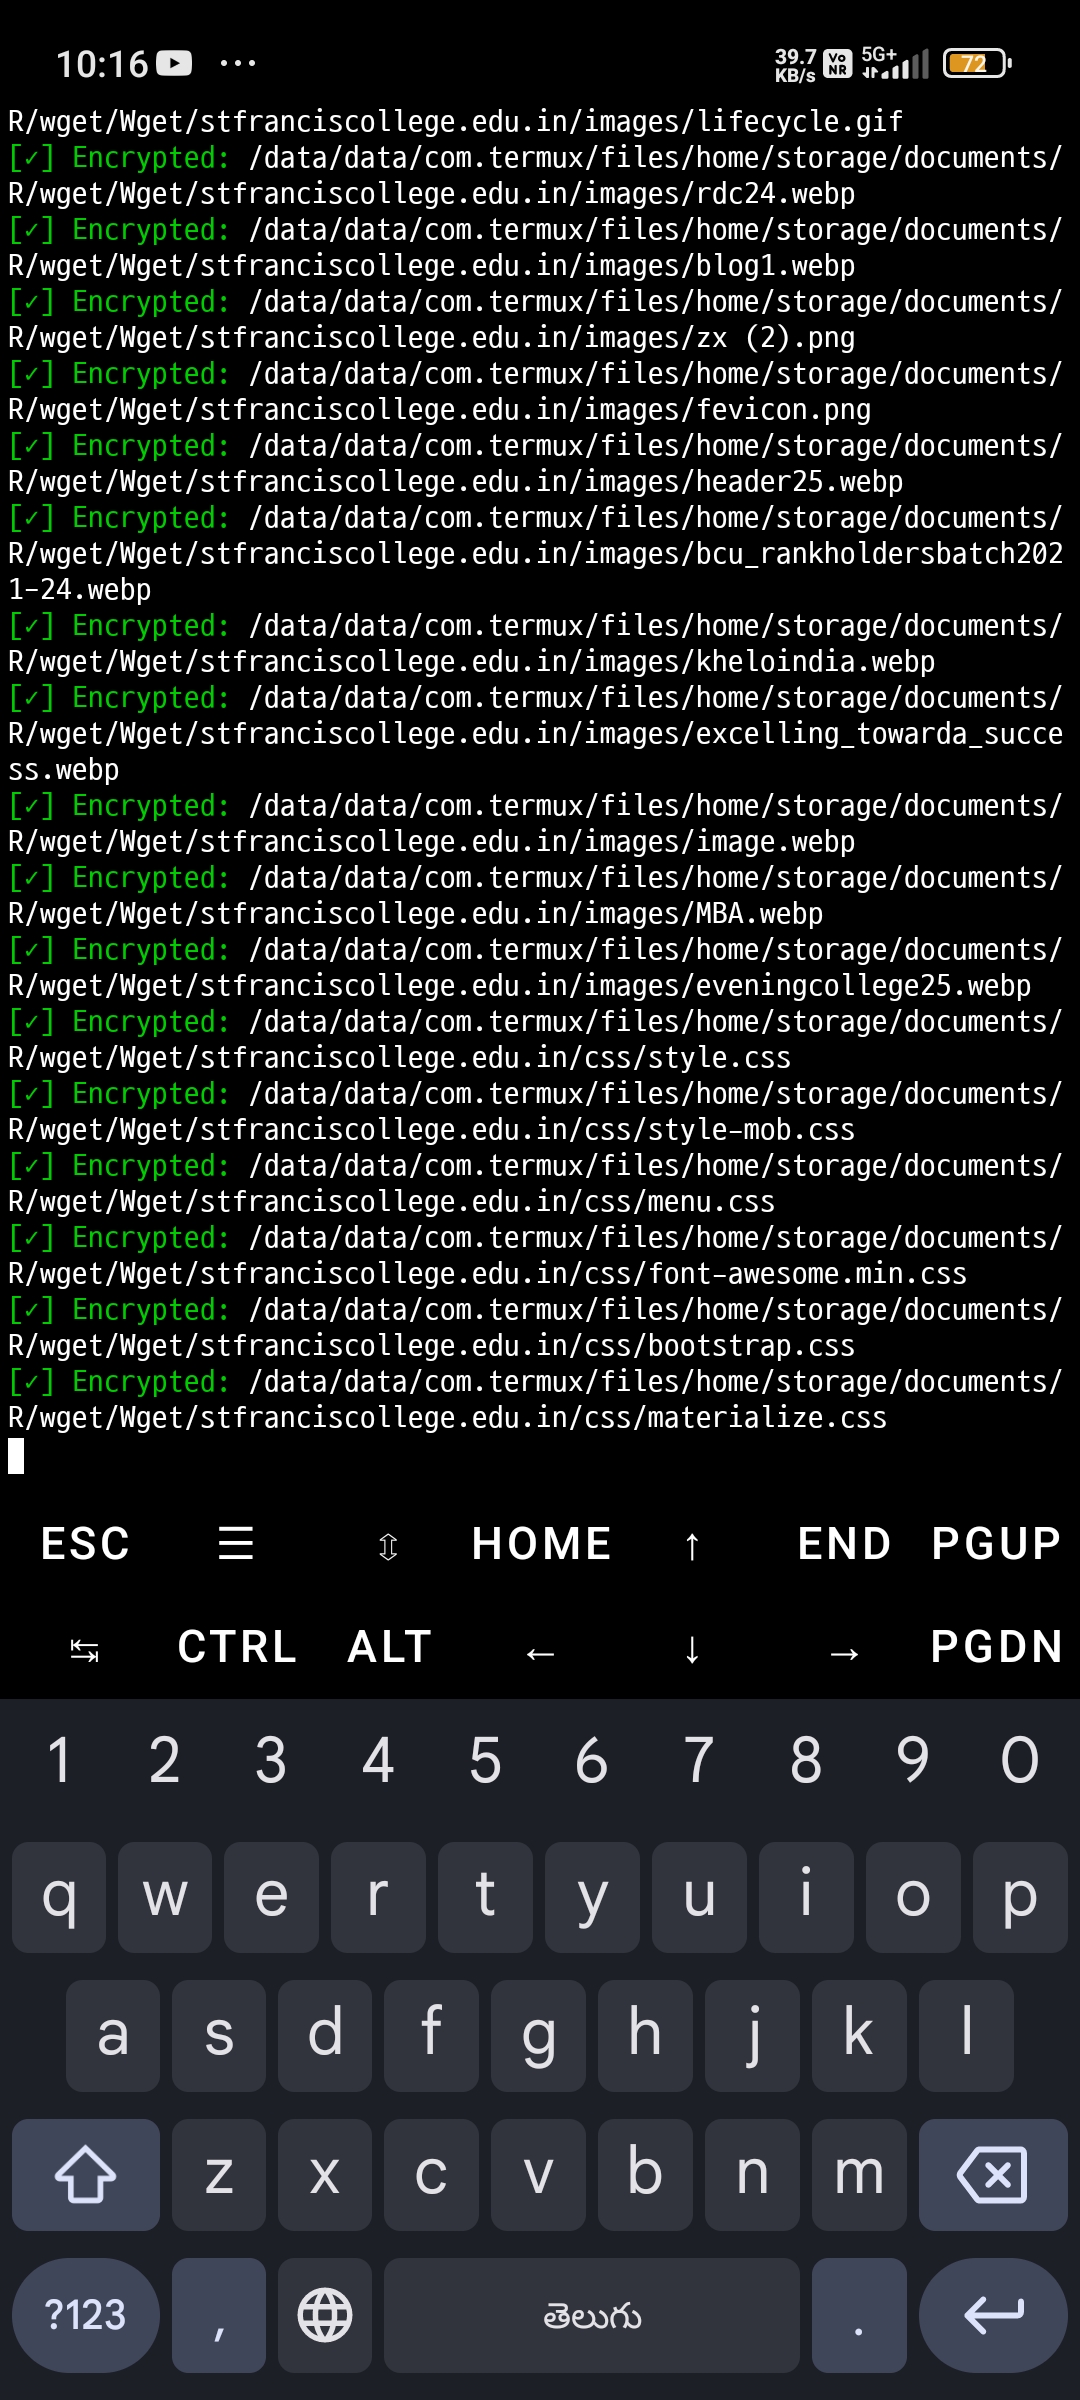 10:16 ... 39.7 KB/s Vo NR 5G+ 72
R/wget/Wget/stfranciscollege.edu.in/images/lifecycle.gif
[✓] Encrypted: /data/data/com.termux/files/home/storage/documents/
R/wget/Wget/stfranciscollege.edu.in/images/rdc24.webp
[✓] Encrypted: /data/data/com.termux/files/home/storage/documents/
R/wget/Wget/stfranciscollege.edu.in/images/blog1.webp
[✓] Encrypted: /data/data/com.termux/files/home/storage/documents/
R/wget/Wget/stfranciscollege.edu.in/images/zx (2).png
[✓] Encrypted: /data/data/com.termux/files/home/storage/documents/
R/wget/Wget/stfranciscollege.edu.in/images/fevicon.png
[✓] Encrypted: /data/data/com.termux/files/home/storage/documents/
R/wget/Wget/stfranciscollege.edu.in/images/header25.webp
[✓] Encrypted: /data/data/com.termux/files/home/storage/documents/
R/wget/Wget/stfranciscollege.edu.in/images/bcu_rankholdersbatch202
1-24.webp
[✓] Encrypted: /data/data/com.termux/files/home/storage/documents/
R/wget/Wget/stfranciscollege.edu.in/images/kheloindia.webp
[✓] Encrypted: /data/data/com.termux/files/home/storage/documents/
R/wget/Wget/stfranciscollege.edu.in/images/excelling_towarda_succe
ss.webp
[✓] Encrypted: /data/data/com.termux/files/home/storage/documents/
R/wget/Wget/stfranciscollege.edu.in/images/image.webp
[✓] Encrypted: /data/data/com.termux/files/home/storage/documents/
R/wget/Wget/stfranciscollege.edu.in/images/MBA.webp
[✓] Encrypted: /data/data/com.termux/files/home/storage/documents/
R/wget/Wget/stfranciscollege.edu.in/images/eveningcollege25.webp
[✓] Encrypted: /data/data/com.termux/files/home/storage/documents/
R/wget/Wget/stfranciscollege.edu.in/css/style.css
[✓] Encrypted: /data/data/com.termux/files/home/storage/documents/
R/wget/Wget/stfranciscollege.edu.in/css/style-mob.css
[✓] Encrypted: /data/data/com.termux/files/home/storage/documents/
R/wget/Wget/stfranciscollege.edu.in/css/menu.css
[✓] Encrypted: /data/data/com.termux/files/home/storage/documents/
R/wget/Wget/stfranciscollege.edu.in/css/font-awesome.min.css
[✓] Encrypted: /data/data/com.termux/files/home/storage/documents/
R/wget/Wget/stfranciscollege.edu.in/css/bootstrap.css
[✓] Encrypted: /data/data/com.termux/files/home/storage/documents/
R/wget/Wget/stfranciscollege.edu.in/css/materialize.css
ESC ☰ ⇳ HOME ↑ END PGUP
↹ CTRL ALT ← ↓ → PGDN
1 2 3 4 5 6 7 8 9 0
q w e r t y u i o p
a s d f g h j k l
z x c v b n m
?123 , తెలుగు .